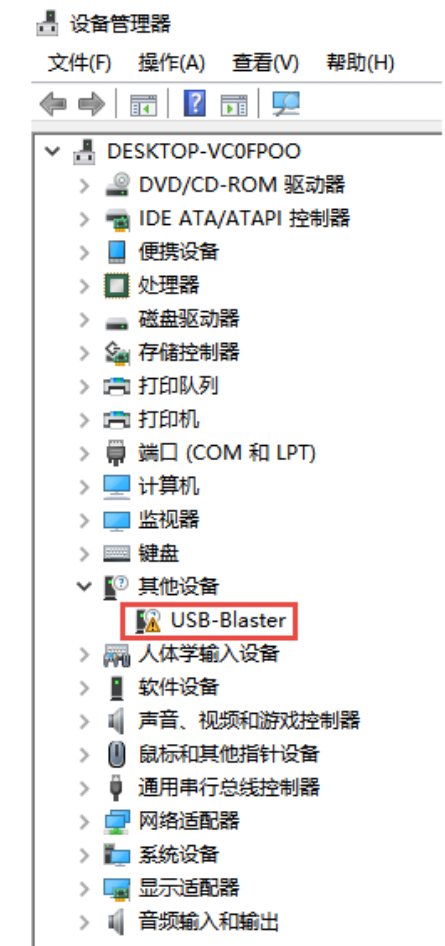 设备管理器
文件(F) 操作(A) 查看(V) 帮助(H)
DESKTOP-VC0FPOO
DVD/CD-ROM 驱动器
IDE ATA/ATAPI 控制器
便携设备
处理器
磁盘驱动器
存储控制器
打印队列
打印机
端口 (COM 和 LPT)
计算机
监视器
键盘
其他设备
USB-Blaster
人体学输入设备
软件设备
声音、视频和游戏控制器
鼠标和其他指针设备
通用串行总线控制器
网络适配器
系统设备
显示适配器
音频输入和输出